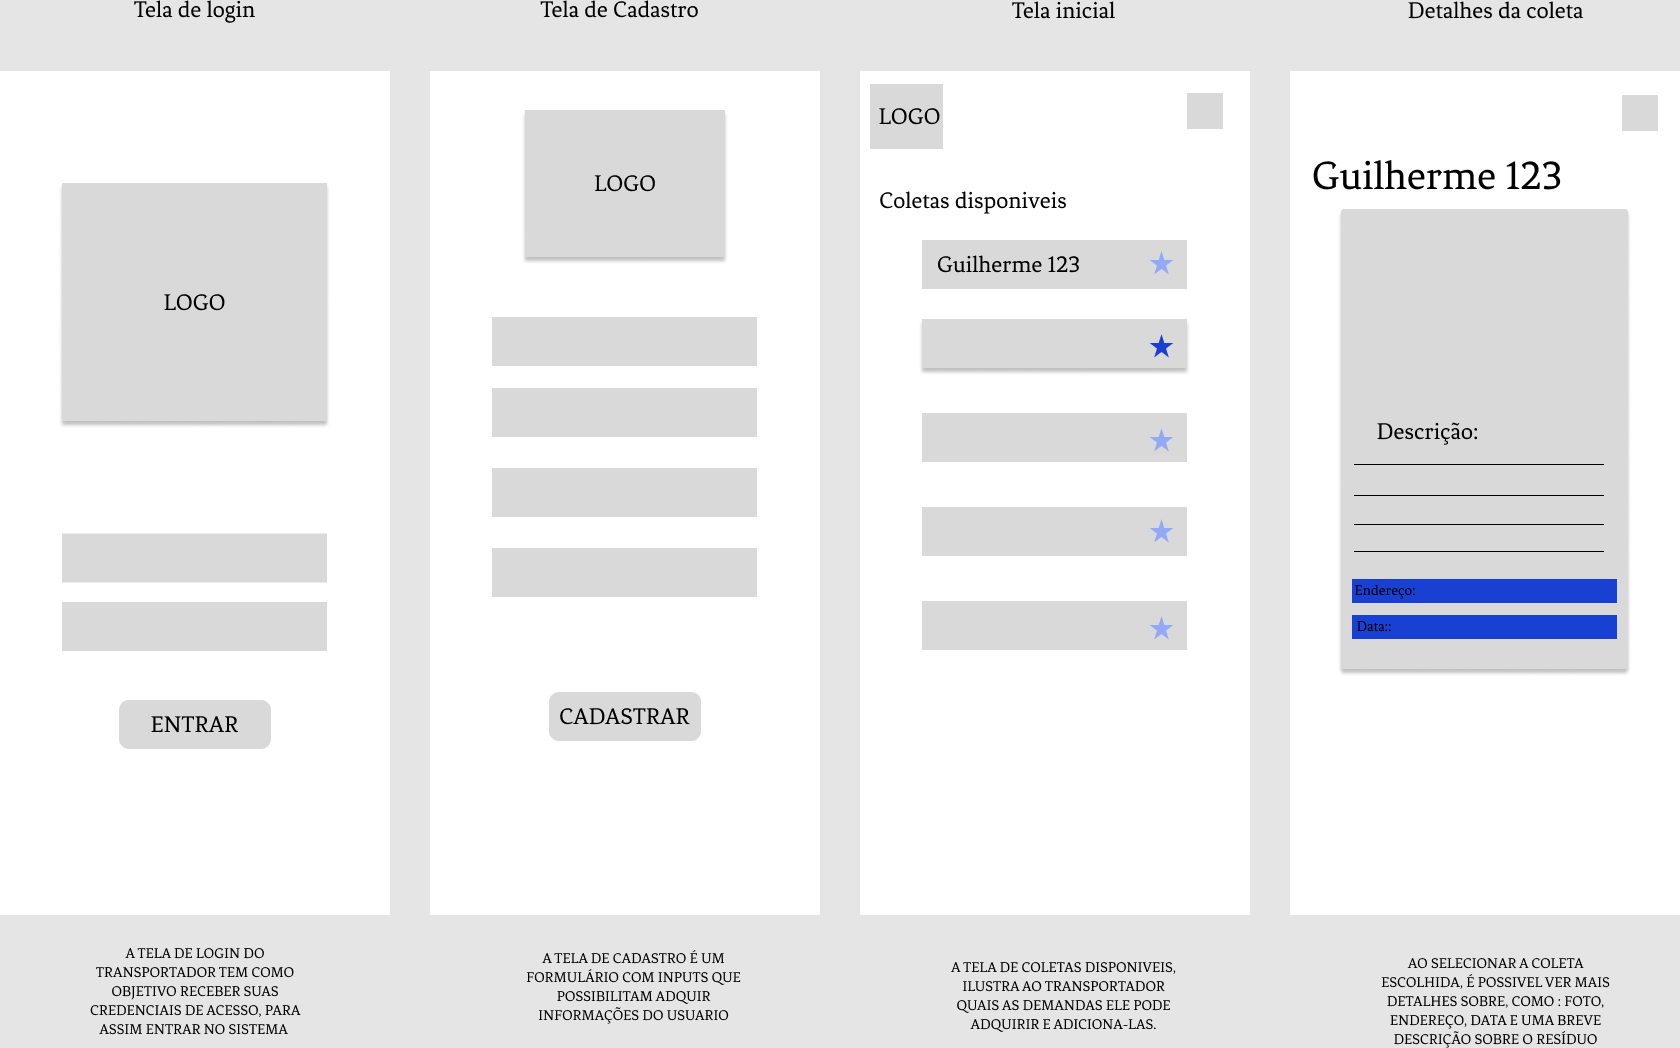 Tela de login
Tela de Cadastro
Tela inicial
Detalhes da coleta
LOGO
ENTRAR
LOGO
CADASTRAR
LOGO
Coletas disponiveis
Guilherme 123
Guilherme 123
Descrição:
Endereço:
Data::
A TELA DE LOGIN DO
TRANSPORTADOR TEM COMO
OBJETIVO RECEBER SUAS
CREDENCIAIS DE ACESSO, PARA
ASSIM ENTRAR NO SISTEMA
A TELA DE CADASTRO É UM
FORMULÁRIO COM INPUTS QUE
POSSIBILITAM ADQUIR
INFORMAÇÕES DO USUARIO
A TELA DE COLETAS DISPONIVEIS,
ILUSTRA AO TRANSPORTADOR
QUAIS AS DEMANDAS ELE PODE
ADQUIRIR E ADICIONA-LAS.
AO SELECIONAR A COLETA
ESCOLHIDA, É POSSIVEL VER MAIS
DETALHES SOBRE, COMO : FOTO,
ENDEREÇO, DATA E UMA BREVE
DESCRIÇÃO SOBRE O RESÍDUO